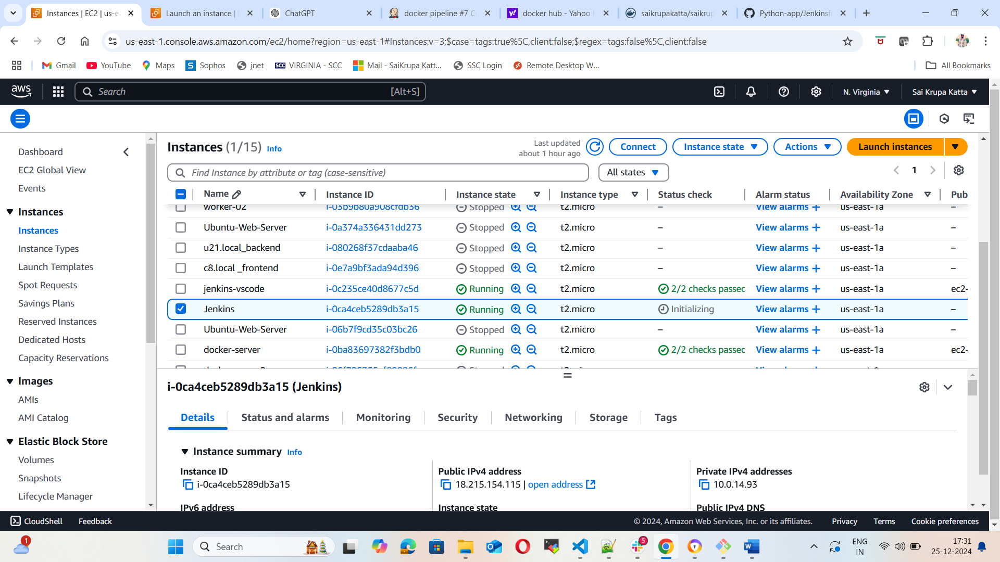 Instances | EC2 | us-e
Launch an instance |
ChatGPT
docker pipeline #7 C
docker hub - Yahoo
saikrupakatta/saikrup
Python-app/Jenkinsf
us-east-1.console.aws.amazon.com/ec2/home?region=us-east-1#Instances:v=3;$case=tags:true%5C,client:false;$regex=tags:false%5C,client:false
Gmail
YouTube
Maps
Sophos
jnet
SCC VIRGINIA - SCC
Mail - SaiKrupa Katt...
SSC Login
Remote Desktop W...
All Bookmarks
aws
Search
[Alt+S]
N. Virginia
Sai Krupa Katta
Dashboard
EC2 Global View
Events
Instances
Instances
Instance Types
Launch Templates
Spot Requests
Savings Plans
Reserved Instances
Dedicated Hosts
Capacity Reservations
Images
AMIs
AMI Catalog
Elastic Block Store
Volumes
Snapshots
Lifecycle Manager
Instances (1/15) Info
Last updated
about 1 hour ago
Connect
Instance state
Actions
Launch instances
Find Instance by attribute or tag (case-sensitive)
All states
1
Name Instance ID Instance state Instance type Status check Alarm status Availability Zone Pub
worker-02 i-03b9b80a908cfdb36 Stopped t2.micro – View alarms + us-east-1a –
Ubuntu-Web-Server i-0a374a336431dd273 Stopped t2.micro – View alarms + us-east-1a –
u21.local_backend i-080268f37cdaaba46 Stopped t2.micro – View alarms + us-east-1a –
c8.local _frontend i-0e7a9bf3ada94d396 Stopped t2.micro – View alarms + us-east-1a –
jenkins-vscode i-0c235ce40d8677c5d Running t2.micro 2/2 checks passec View alarms + us-east-1a ec2-
Jenkins i-0ca4ceb5289db3a15 Running t2.micro Initializing View alarms + us-east-1a –
Ubuntu-Web-Server i-06b7f9cd35c03bc26 Stopped t2.micro – View alarms + us-east-1a –
docker-server i-0ba83697382f3bdb0 Running t2.micro 2/2 checks passec View alarms + us-east-1a ec2-
i-0ca4ceb5289db3a15 (Jenkins)
Details
Status and alarms
Monitoring
Security
Networking
Storage
Tags
Instance summary Info
Instance ID
i-0ca4ceb5289db3a15
Public IPv4 address
18.215.154.115 | open address
Private IPv4 addresses
10.0.14.93
IPv6 address
Instance state
Public IPv4 DNS
CloudShell
Feedback
© 2024, Amazon Web Services, Inc. or its affiliates.
Privacy
Terms
Cookie preferences
1
Search
5
ENG
IN
17:31
25-12-2024